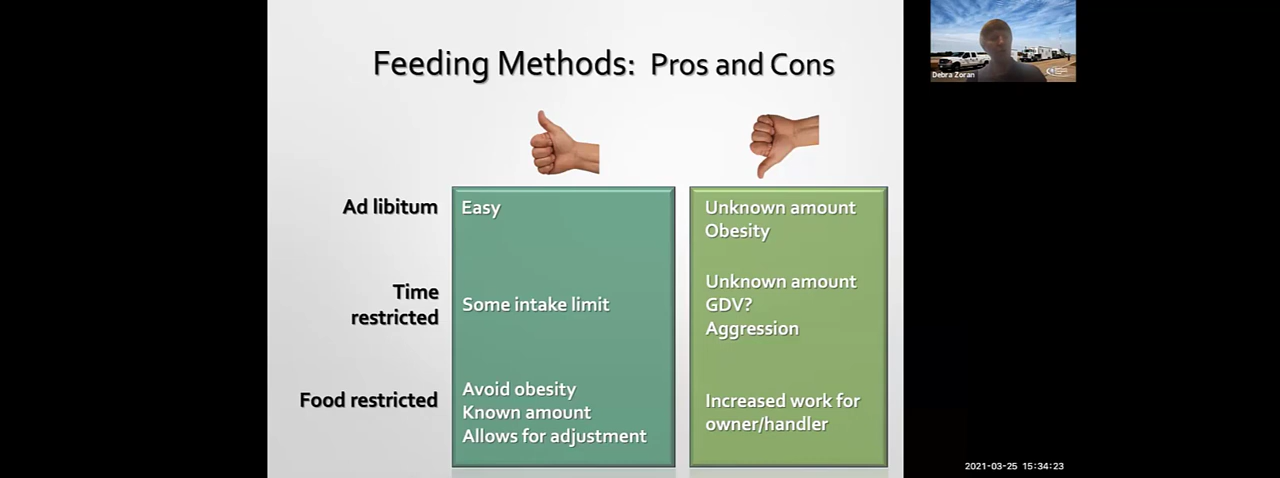 Feeding Methods: Pros and Cons
Debra Zoran
Ad libitum
Easy
Unknown amount
Obesity
Time
restricted
Some intake limit
Unknown amount
GDV?
Aggression
Food restricted
Avoid obesity
Known amount
Allows for adjustment
Increased work for
owner/handler
2021-03-25 15:34:23